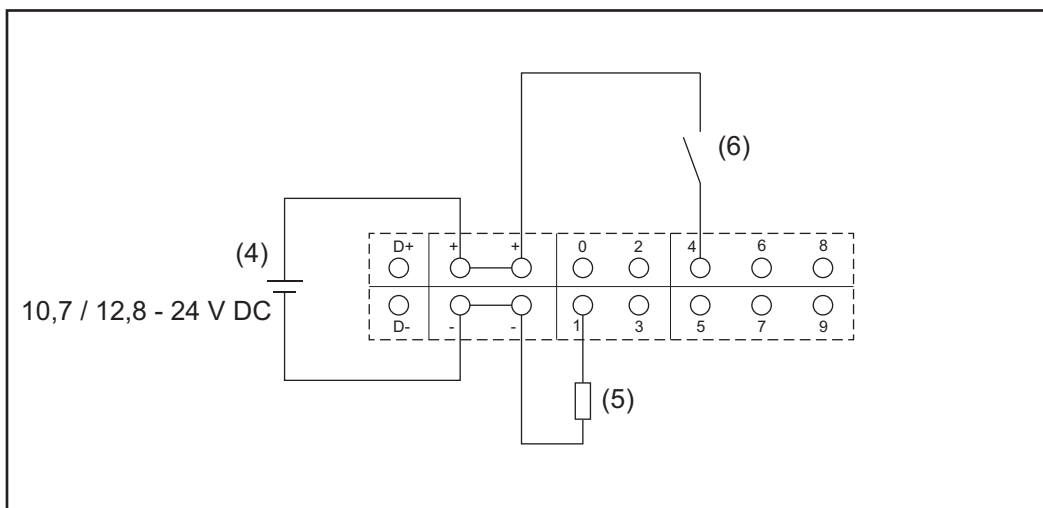 (6)
(4)
10,7 / 12,8 - 24 V DC
D+ + + 0 2 4 6 8
D- - - 1 3 5 7 9
(5)